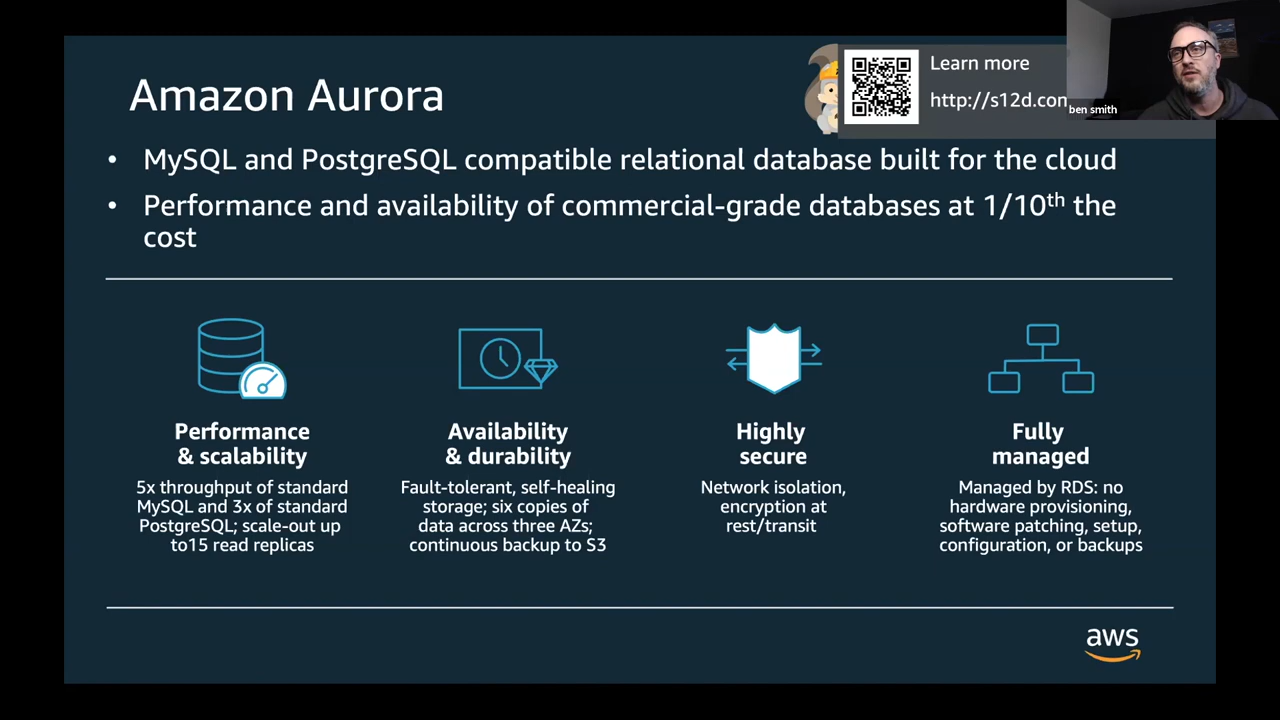 Amazon Aurora
Learn more
http://s12d.con
ben smith
• MySQL and PostgreSQL compatible relational database built for the cloud
• Performance and availability of commercial-grade databases at 1/10th the
cost
Performance
& scalability
5x throughput of standard
MySQL and 3x of standard
PostgreSQL; scale-out up
to15 read replicas
Availability
& durability
Fault-tolerant, self-healing
storage; six copies of
data across three AZs;
continuous backup to S3
Highly
secure
Network isolation,
encryption at
rest/transit
Fully
managed
Managed by RDS: no
hardware provisioning,
software patching, setup,
configuration, or backups
aws